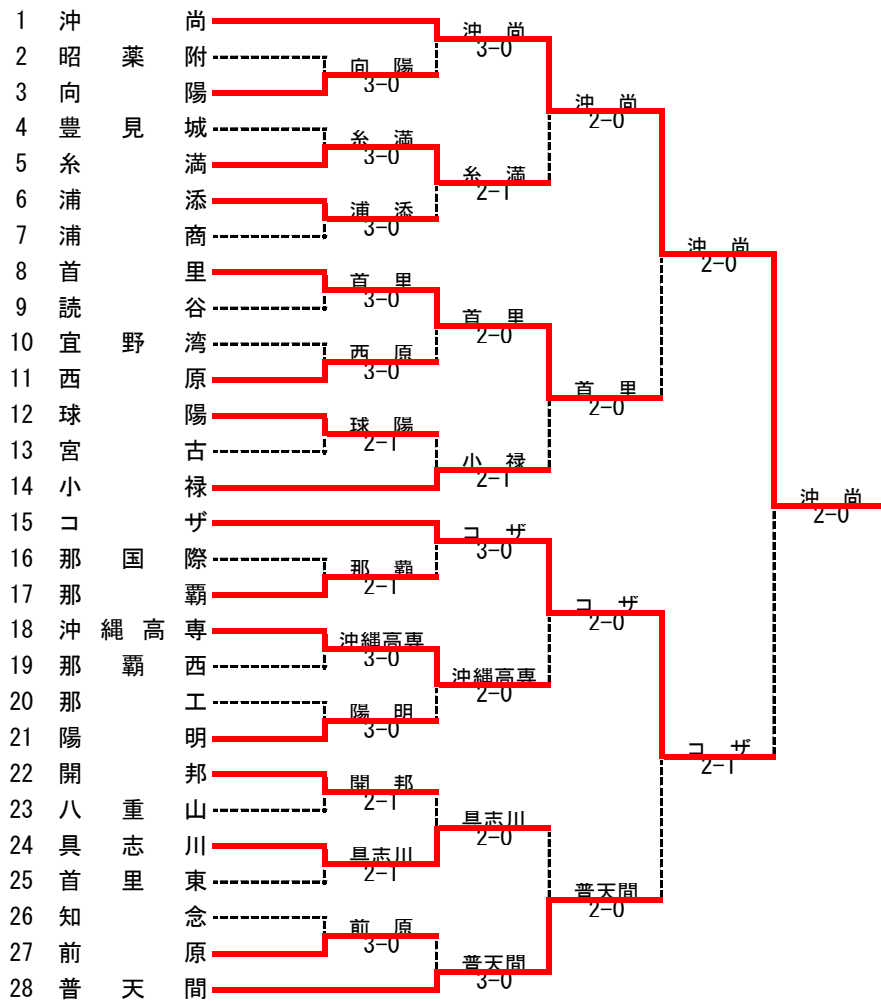 1 沖尚
2 昭薬附
3 向陽
4 豊見城
5 糸満
6 浦添
7 浦商
8 首里
9 読谷
10 宜野湾
11 西原
12 球陽
13 宮古
14 小禄
15 コザ
16 那国際
17 那覇
18 沖縄高専
19 那覇西
20 那工
21 陽明
22 開邦
23 八重山
24 具志川
25 首里東
26 知念
27 前原
28 普天間
向陽
3-0
糸満
3-0
浦添
3-0
首里
3-0
西原
3-0
球陽
2-1
那覇
2-1
沖縄高専
3-0
陽明
3-0
開邦
2-1
具志川
2-1
前原
3-0
沖尚
3-0
糸満
2-1
首里
2-0
小禄
2-1
コザ
3-0
沖縄高専
2-0
具志川
2-0
普天間
3-0
沖尚
2-0
首里
2-0
コザ
2-0
普天間
2-0
沖尚
2-0
コザ
2-1
沖尚
2-0